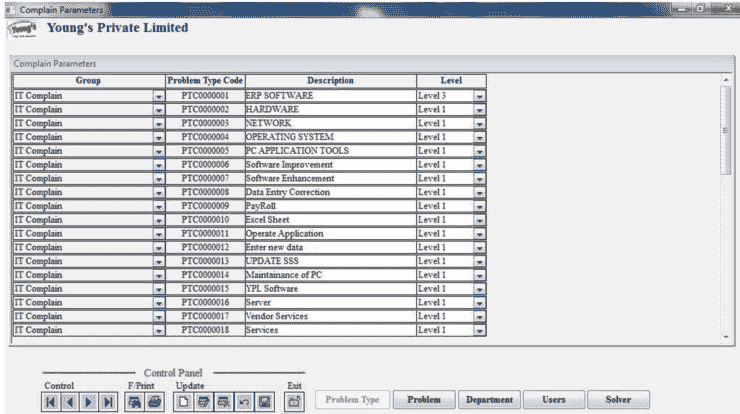 Complain Parameters
Young's Private Limited
Complain Parameters
Group Problem Type Code Description Level
IT Complain PTC0000001 ERP SOFTWARE Level 3
IT Complain PTC0000002 HARDWARE Level 1
IT Complain PTC0000003 NETWORK Level 1
IT Complain PTC0000004 OPERATING SYSTEM Level 1
IT Complain PTC0000005 PC APPLICATION TOOLS Level 1
IT Complain PTC0000006 Software Improvement Level 1
IT Complain PTC0000007 Software Enhancement Level 1
IT Complain PTC0000008 Data Entry Correction Level 1
IT Complain PTC0000009 PayRoll Level 1
IT Complain PTC0000010 Excel Sheet Level 1
IT Complain PTC0000011 Operate Application Level 1
IT Complain PTC0000012 Enter new data Level 1
IT Complain PTC0000013 UPDATE SSS Level 1
IT Complain PTC0000014 Maintainance of PC Level 1
IT Complain PTC0000015 YPL Software Level 1
IT Complain PTC0000016 Server Level 1
IT Complain PTC0000017 Vendor Services Level 1
IT Complain PTC0000018 Services Level 1
Control Panel
Control F/Print Update Exit
Problem Type Problem Department Users Solver